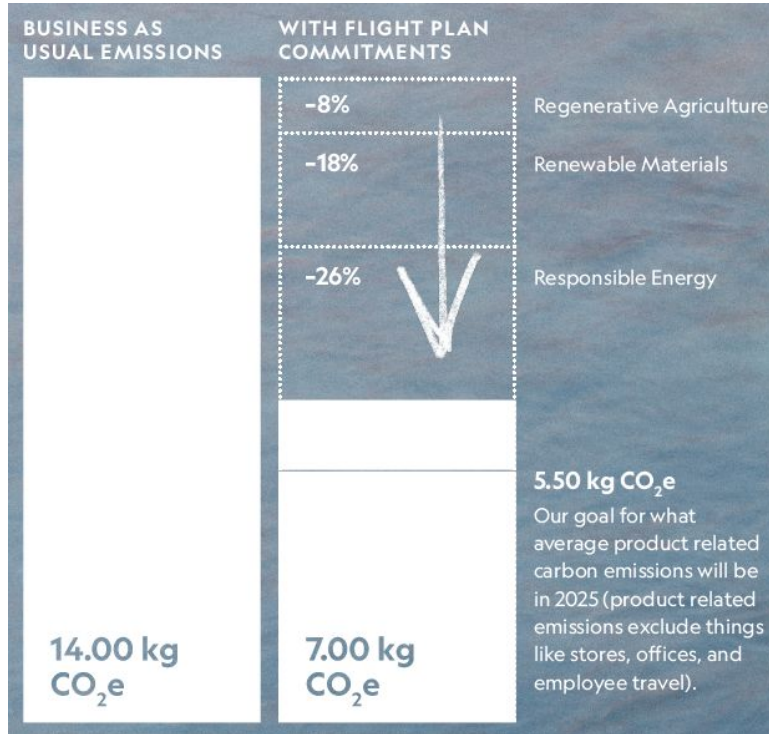 BUSINESS AS
USUAL EMISSIONS
WITH FLIGHT PLAN
COMMITMENTS
-8%
Regenerative Agriculture
-18%
Renewable Materials
-26%
Responsible Energy
5.50 kg CO₂e
Our goal for what
average product related
carbon emissions will be
in 2025 (product related
emissions exclude things
like stores, offices, and
employee travel).
14.00 kg
CO₂e
7.00 kg
CO₂e